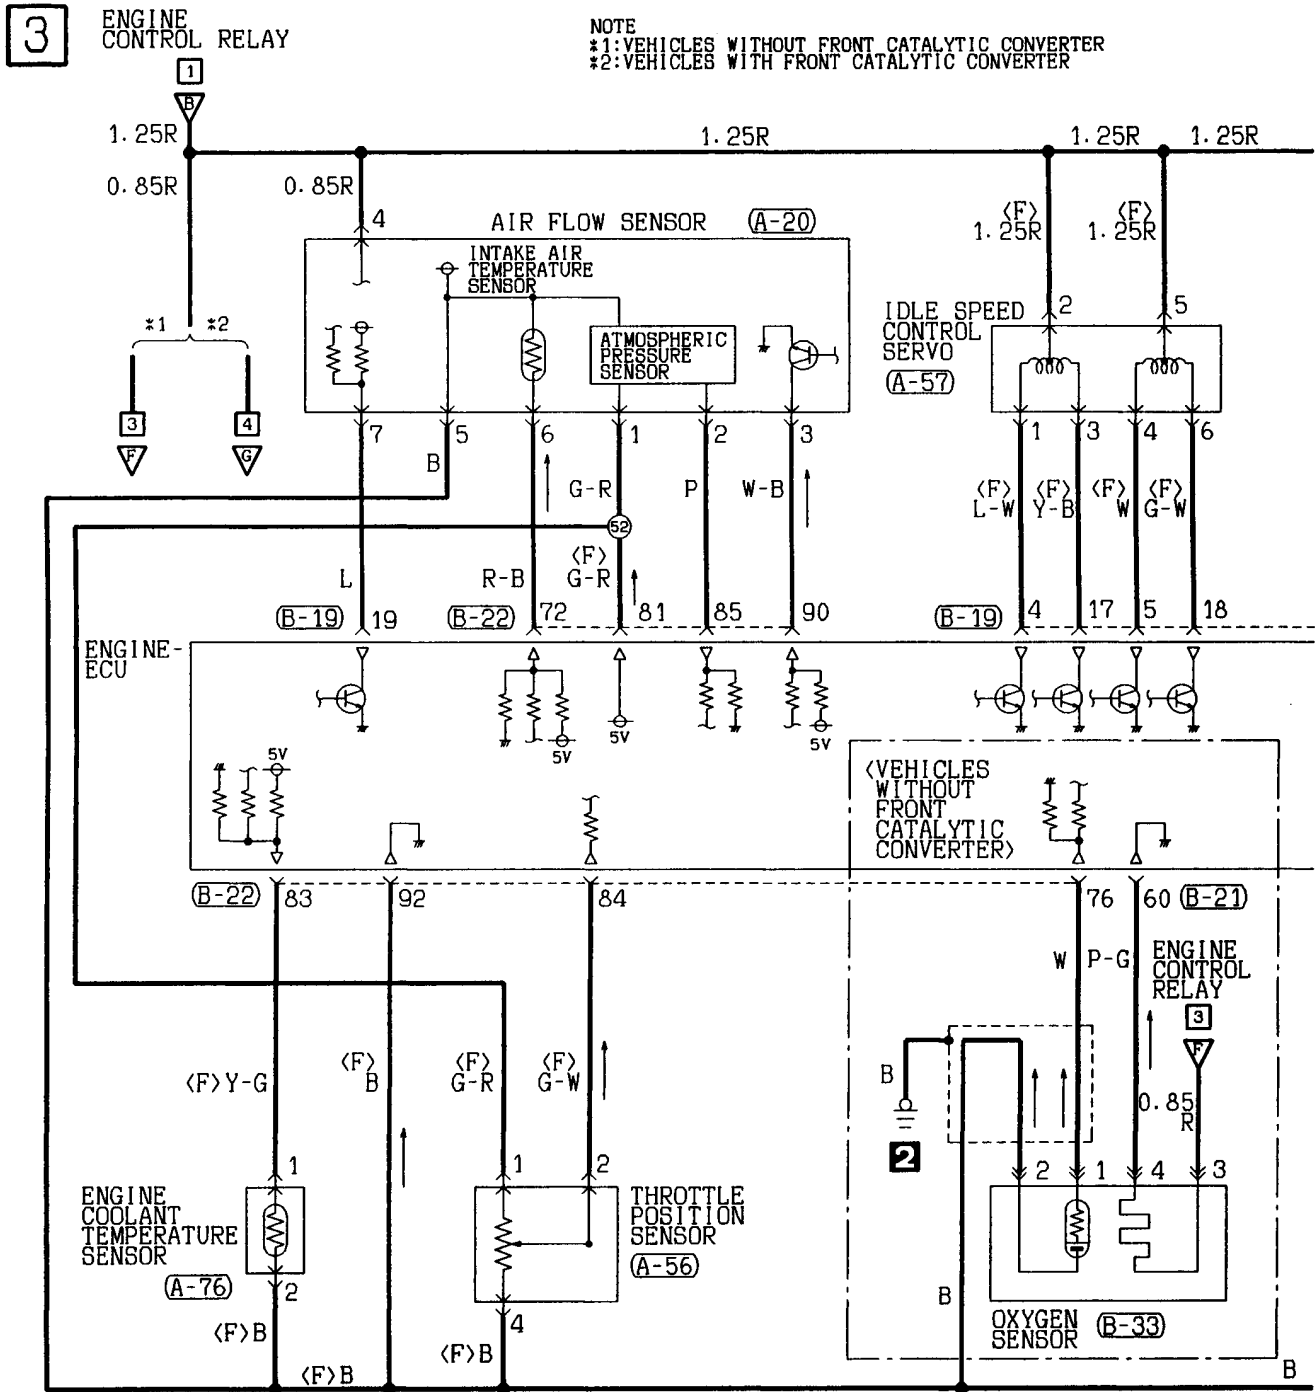 3
ENGINE
CONTROL RELAY
NOTE
*1:VEHICLES WITHOUT FRONT CATALYTIC CONVERTER
*2:VEHICLES WITH FRONT CATALYTIC CONVERTER
1
B
1.25R
1.25R
1.25R
1.25R
0.85R
0.85R
4
AIR FLOW SENSOR
A-20
<F>
1.25R
<F>
1.25R
INTAKE AIR
TEMPERATURE
SENSOR
*1
*2
ATMOSPHERIC
PRESSURE
SENSOR
IDLE SPEED
CONTROL
SERVO
A-57
2
5
3
F
4
G
7
5
6
1
2
3
1
3
4
6
B
G-R
P
W-B
<F>
L-W
<F>
Y-B
<F>
W
<F>
G-W
52
<F>
G-R
L
R-B
B-19
19
B-22
72
81
85
90
B-19
4
17
5
18
ENGINE-
ECU
5V
5V
5V
<VEHICLES
WITHOUT
FRONT
CATALYTIC
CONVERTER>
B-22
83
92
84
76
60
B-21
W
P-G
ENGINE
CONTROL
RELAY
3
F
<F>Y-G
<F>
B
<F>
G-R
<F>
G-W
B
2
0.85
R
1
1
2
2
1
4
3
ENGINE
COOLANT
TEMPERATURE
SENSOR
A-76
THROTTLE
POSITION
SENSOR
A-56
2
4
B
OXYGEN
SENSOR
B-33
<F>B
<F>B
<F>B
B